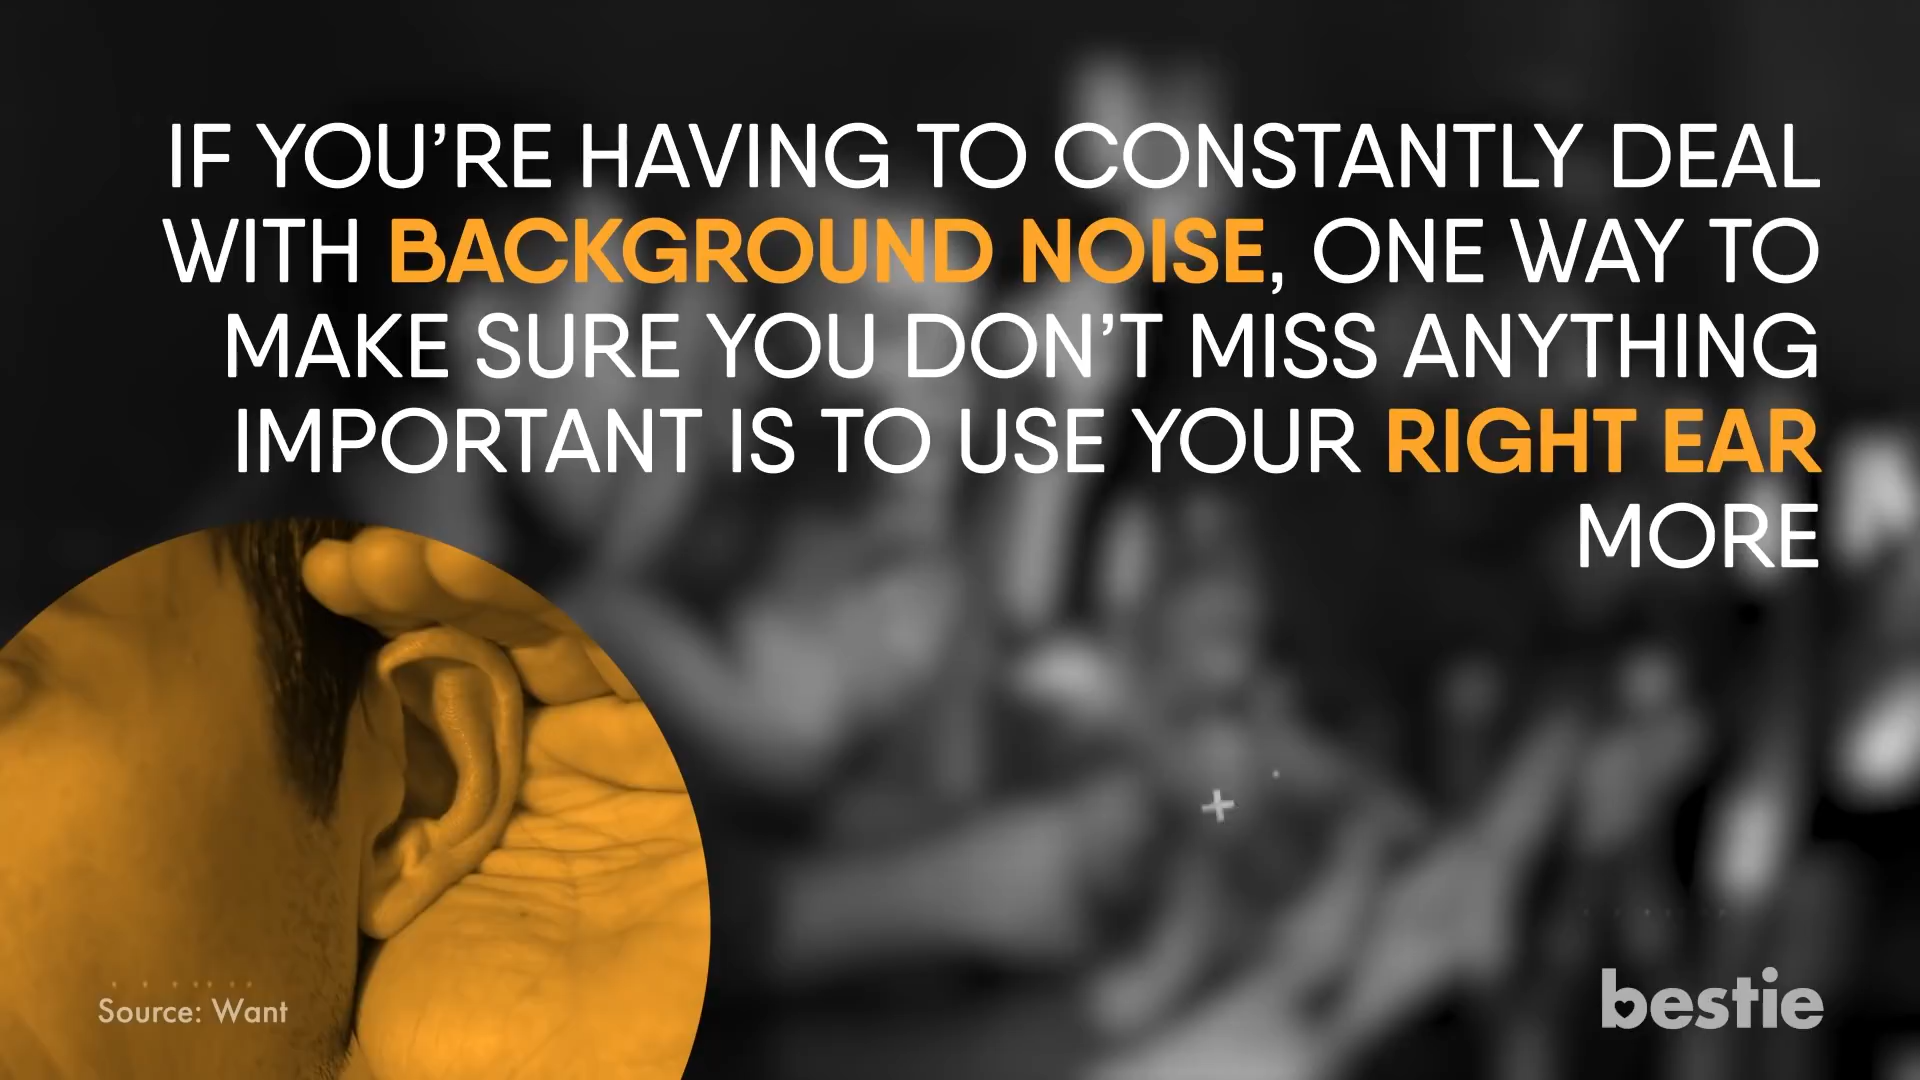 IF YOU’RE HAVING TO CONSTANTLY DEAL
WITH BACKGROUND NOISE, ONE WAY TO
MAKE SURE YOU DON’T MISS ANYTHING
IMPORTANT IS TO USE YOUR RIGHT EAR
MORE
Source: Want
bestie